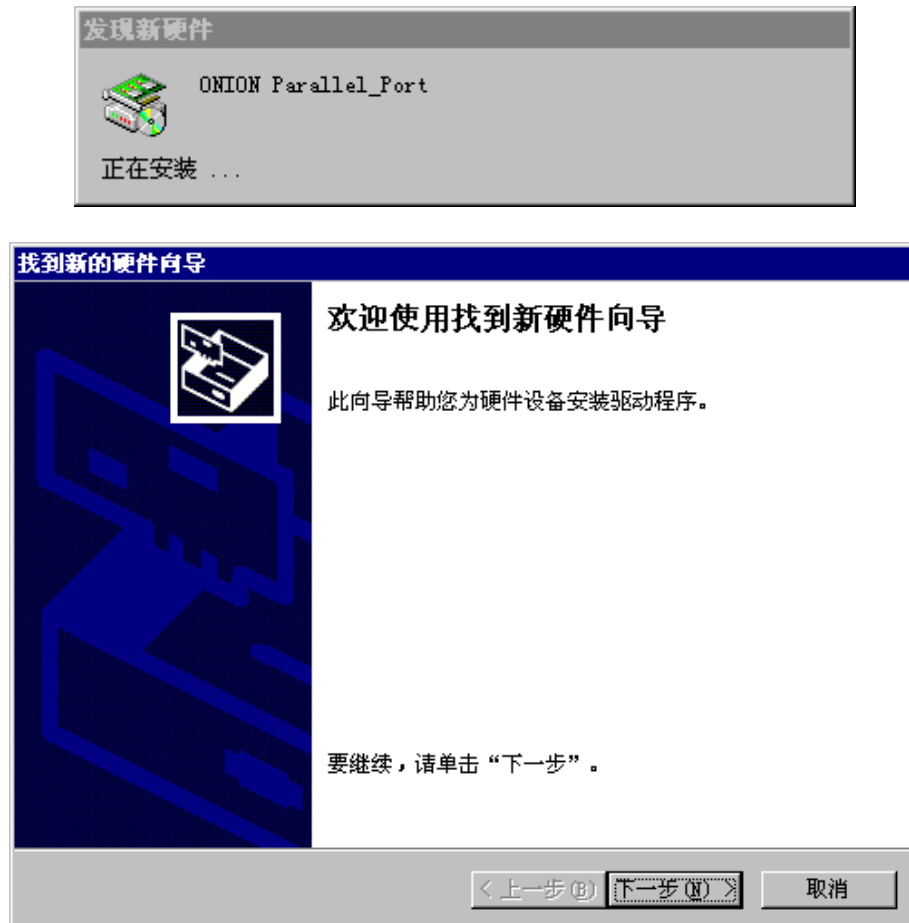 发现新硬件
ONION Parallel_Port
正在安装 ...
找到新的硬件向导
欢迎使用找到新硬件向导
此向导帮助您为硬件设备安装驱动程序。
要继续，请单击“下一步”。
< 上一步(B) 下一步(N) > 取消